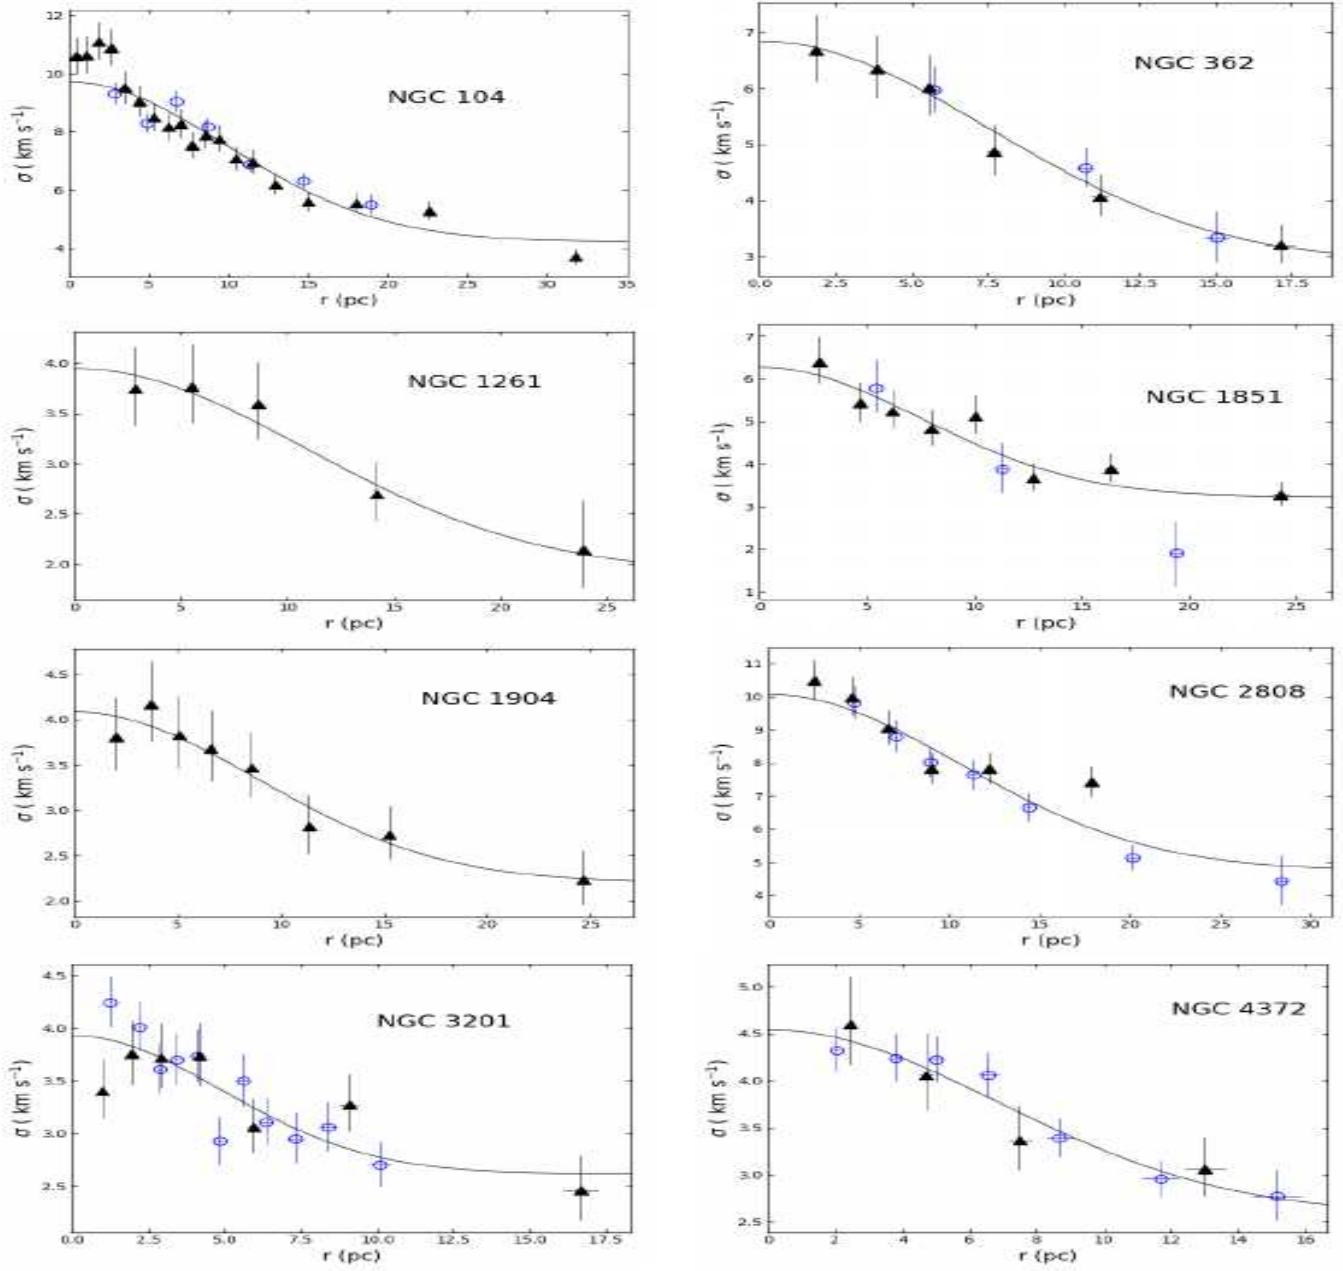 12
10
8
6
4
σ ( km s⁻¹)
NGC 104
0 5 10 15 20 25 30 35
r (pc)
7
6
5
4
3
σ ( km s⁻¹)
NGC 362
0.0 2.5 5.0 7.5 10.0 12.5 15.0 17.5
r (pc)
4.0
3.5
3.0
2.5
2.0
σ ( km s⁻¹)
NGC 1261
0 5 10 15 20 25
r (pc)
7
6
5
4
3
2
1
σ ( km s⁻¹)
NGC 1851
0 5 10 15 20 25
r (pc)
4.5
4.0
3.5
3.0
2.5
2.0
σ ( km s⁻¹)
NGC 1904
0 5 10 15 20 25
r (pc)
11
10
9
8
7
6
5
4
σ ( km s⁻¹)
NGC 2808
0 5 10 15 20 25 30
r (pc)
4.5
4.0
3.5
3.0
2.5
σ ( km s⁻¹)
NGC 3201
0.0 2.5 5.0 7.5 10.0 12.5 15.0 17.5
r (pc)
5.0
4.5
4.0
3.5
3.0
2.5
σ ( km s⁻¹)
NGC 4372
0 2 4 6 8 10 12 14 16
r (pc)